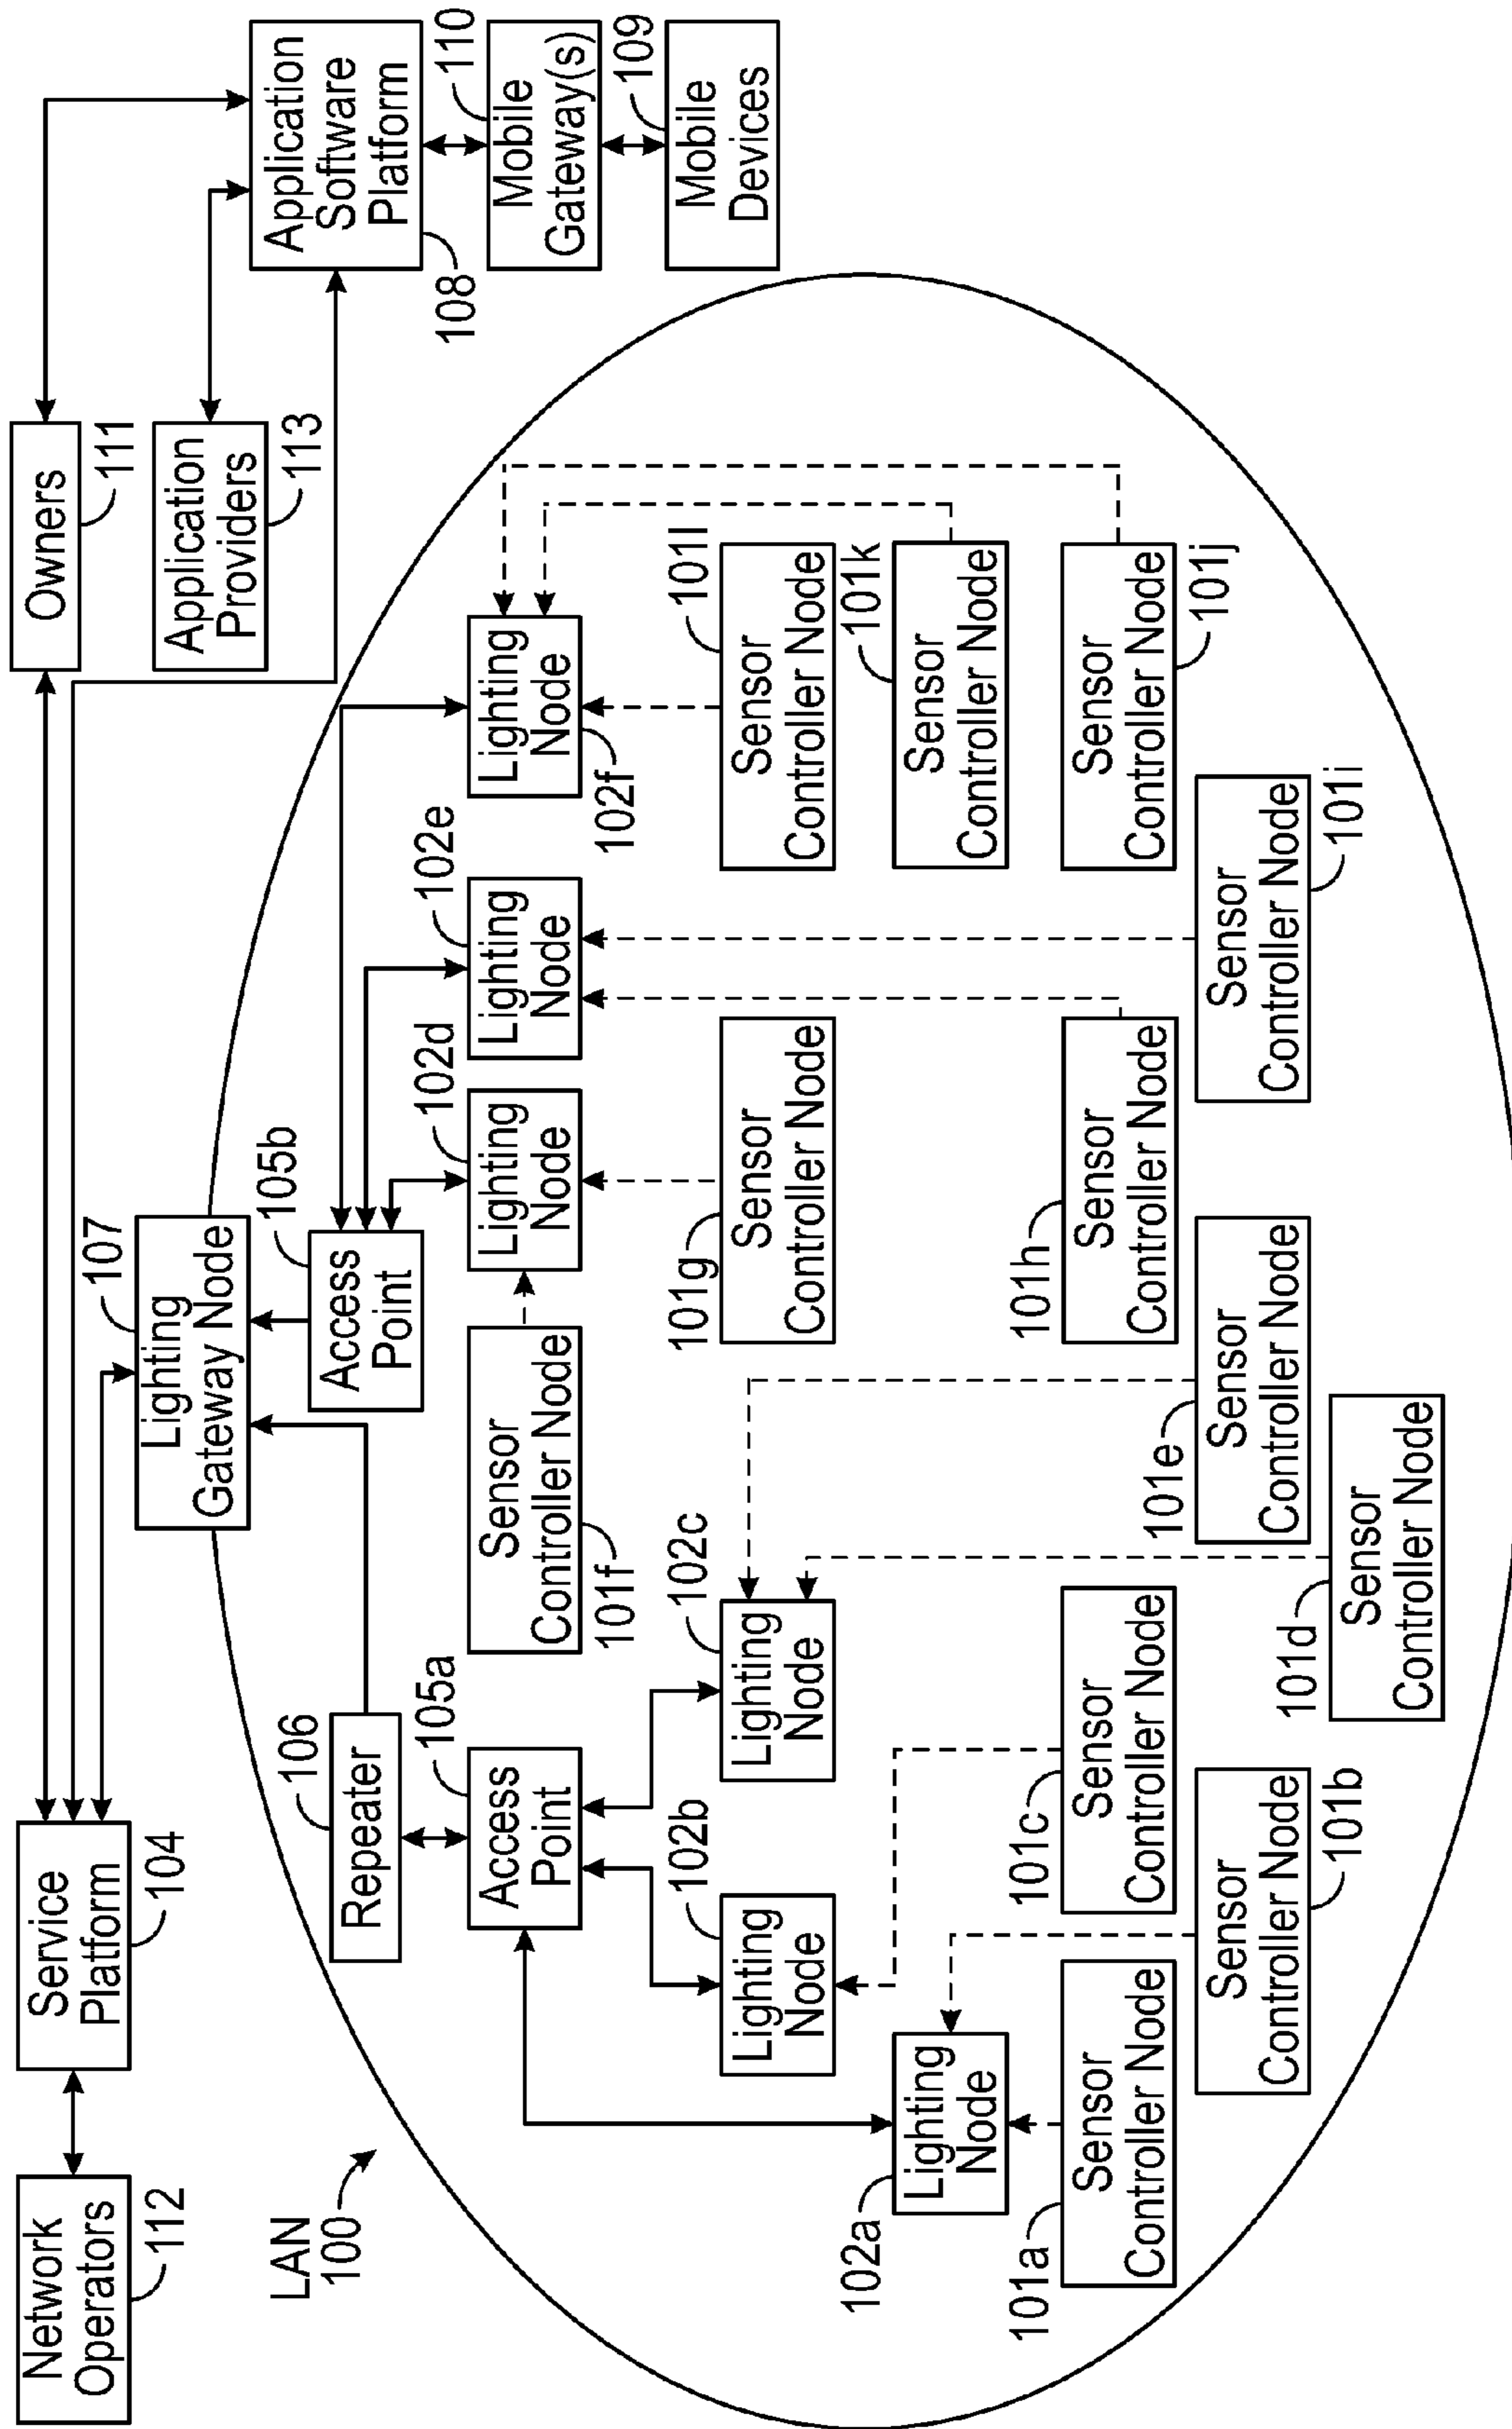 Network
Operators
112
Service
Platform
104
Owners
111
Application
Providers
113
Application
Software
Platform
108
110
Mobile
Gateway(s)
109
Mobile
Devices
LAN
100
107
Lighting
Gateway Node
106
Repeater
105a
Access
Point
105b
Access
Point
102a
Lighting
Node
102b
Lighting
Node
102c
Lighting
Node
102d
Lighting
Node
102e
Lighting
Node
Lighting
Node
102f
101a
Sensor
Controller Node
Sensor
Controller Node
101b
101c
Sensor
Controller Node
101d
Sensor
Controller Node
101e
Sensor
Controller Node
Sensor
Controller Node
101f
101g
Sensor
Controller Node
101h
Sensor
Controller Node
Sensor
Controller Node
101i
Sensor
Controller Node
101j
101k
Sensor
Controller Node
101l
Sensor
Controller Node